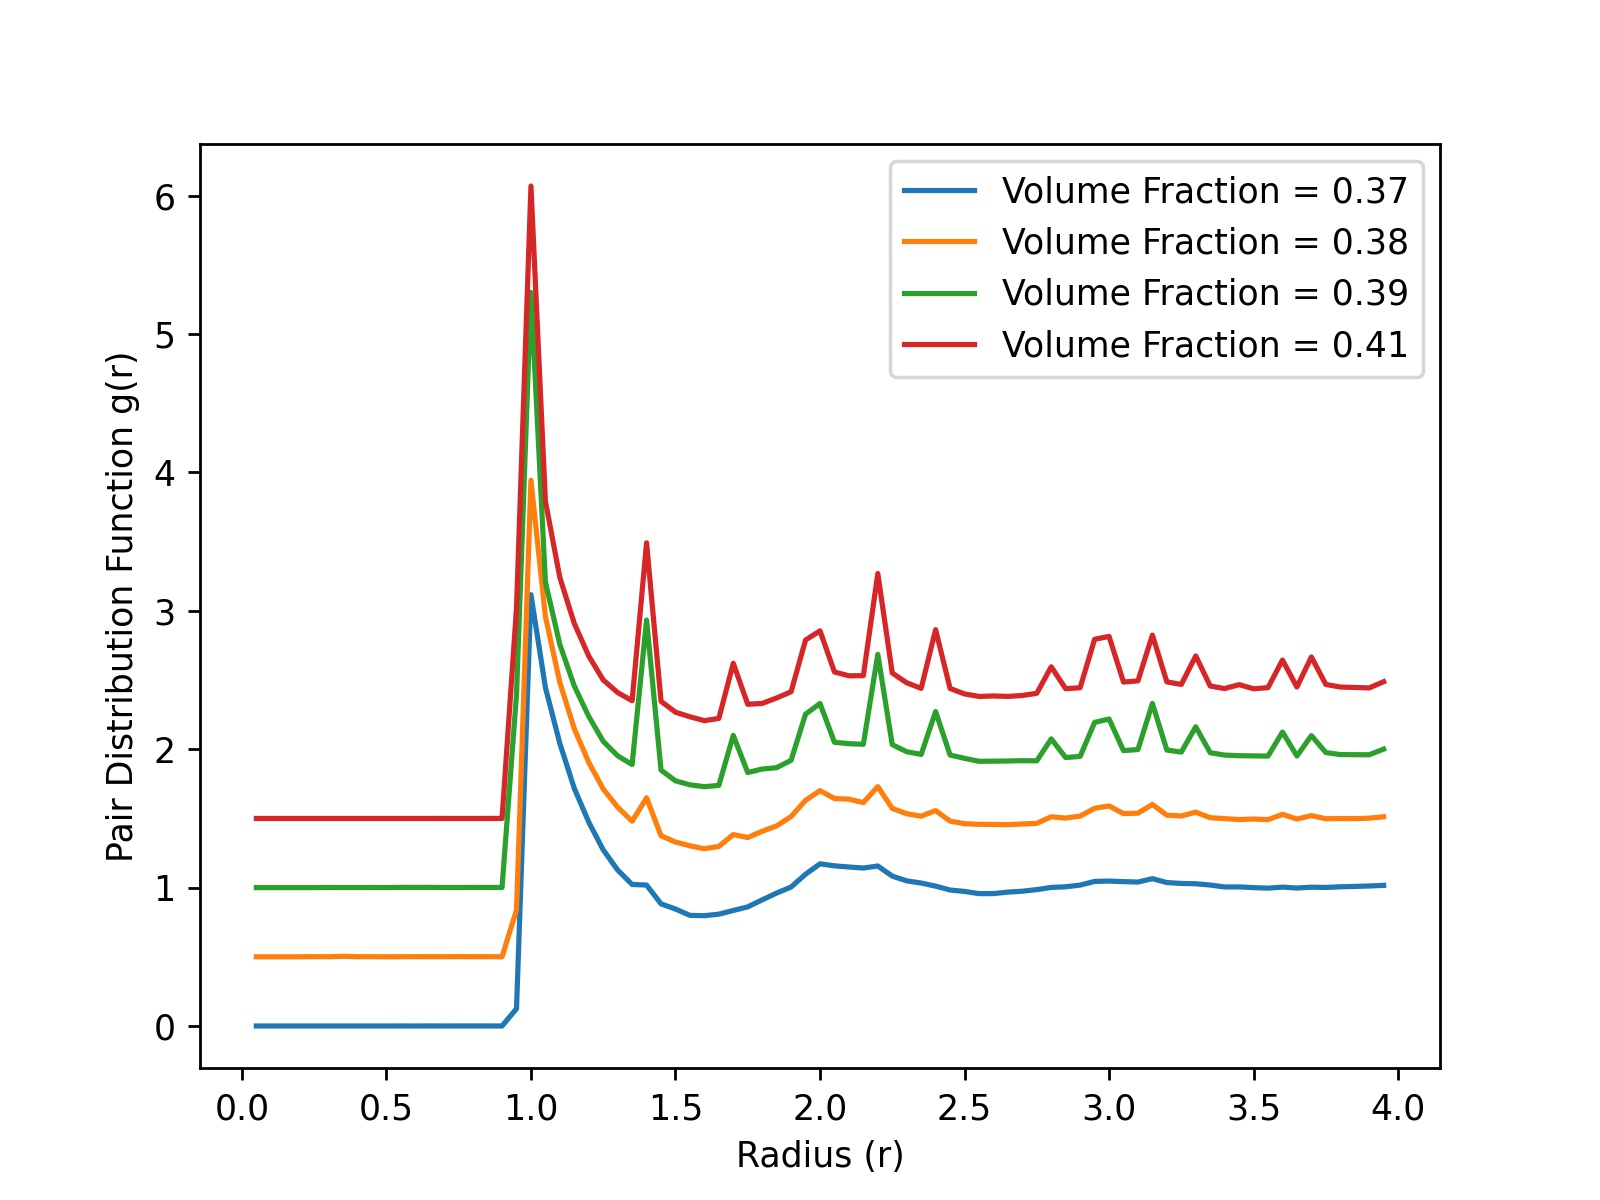 Volume Fraction = 0.37
Volume Fraction = 0.38
Volume Fraction = 0.39
Volume Fraction = 0.41
Pair Distribution Function g(r)
6
5
4
3
2
1
0
0.0 0.5 1.0 1.5 2.0 2.5 3.0 3.5 4.0
Radius (r)